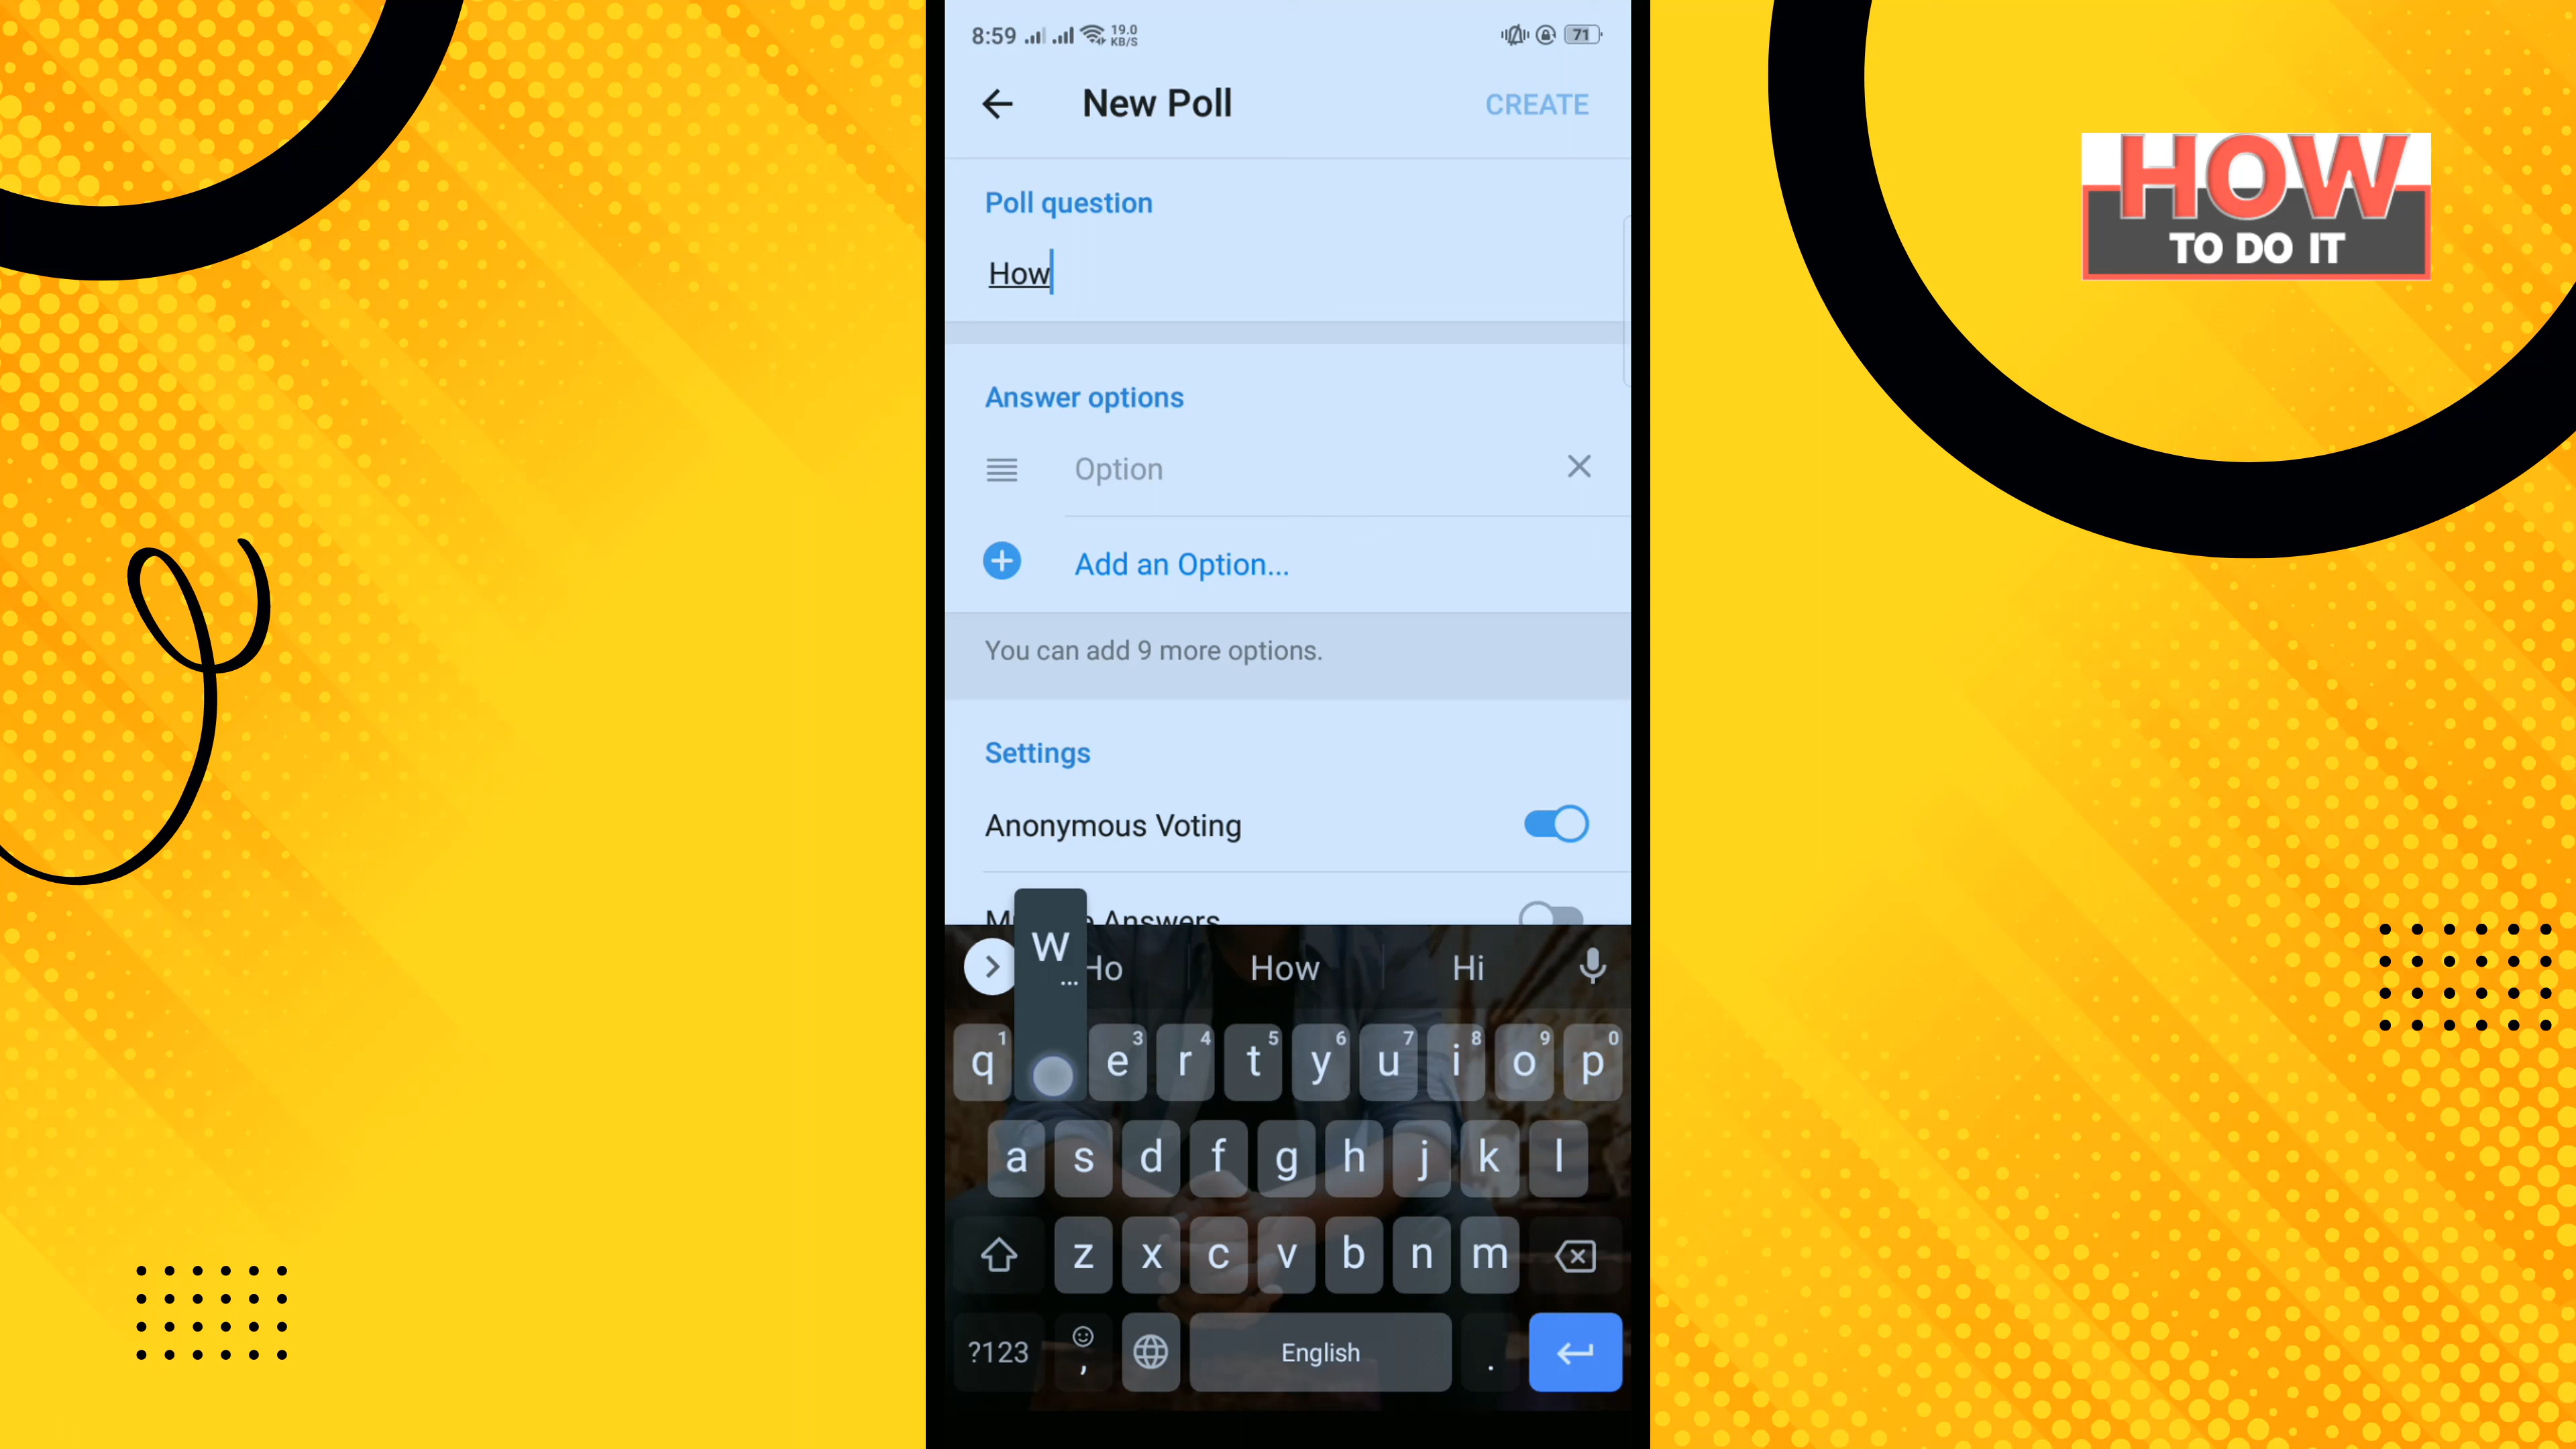 8:59 19.0 KB/S 71
New Poll CREATE
Poll question
How
Answer options
Option
Add an Option...
You can add 9 more options.
Settings
Anonymous Voting
Answers
w
...
Ho How Hi
q 1 e 3 r 4 t 5 y 6 u 7 i 8 o 9 p 0
a s d f g h j k l
z x c v b n m
?123 , English .
HOW
TO DO IT